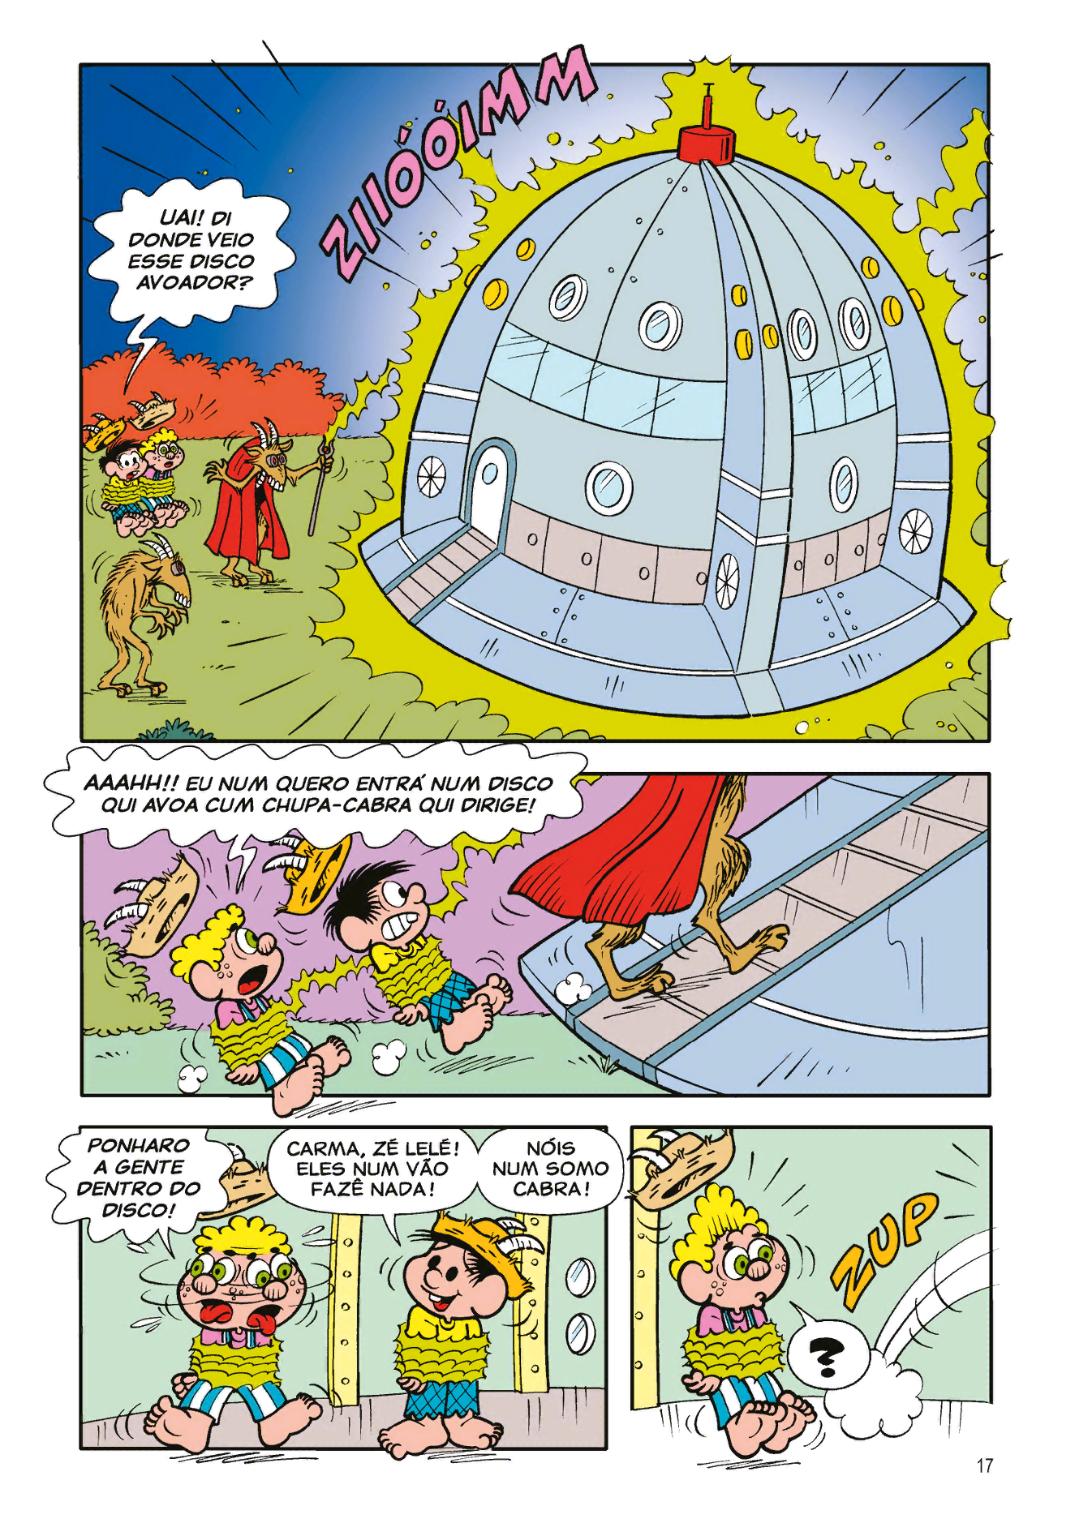 ZIIÓÓIMM
UAI! DI
DONDE VEIO
ESSE DISCO
AVOADOR?
AAAHH!! EU NUM QUERO ENTRÁ NUM DISCO
QUI AVOA CUM CHUPA-CABRA QUI DIRIGE!
PONHARO
A GENTE
DENTRO DO
DISCO!
CARMA, ZÉ LELÉ!
ELES NUM VÃO
FAZÊ NADA!
NÓIS
NUM SOMO
CABRA!
ZUP
?
17